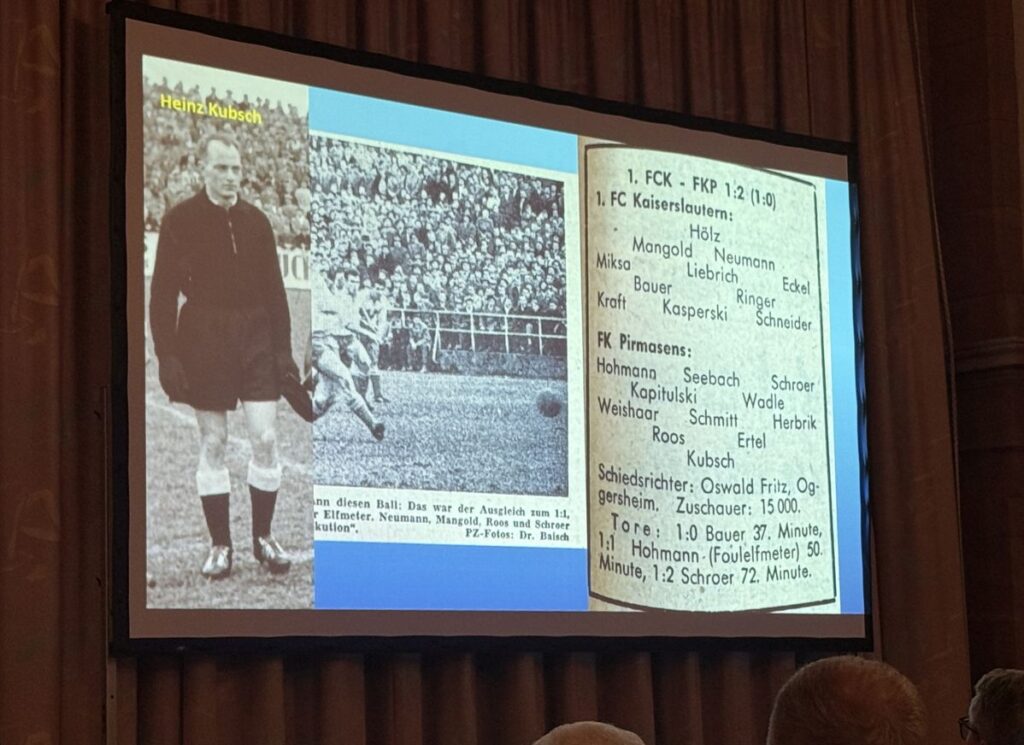 Heinz Kubsch
nn diesen Ball: Das war der Ausgleich zum 1:1,
r Elfmeter. Neumann, Mangold, Roos und Schroer
kution".
PZ-Fotos: Dr. Baisch
1. FCK - FKP 1:2 (1:0)
1. FC Kaiserslautern:
Hölz
Mangold Neumann
Miksa Liebrich Eckel
Bauer Ringer
Kraft Kasperski Schneider
FK Pirmasens:
Hohmann Seebach Schroer
Kapitulski Wadle
Weishaar Schmitt Herbrik
Roos Ertel
Kubsch
Schiedsrichter: Oswald Fritz, Og-
gersheim. Zuschauer: 15 000.
Tore: 1:0 Bauer 37. Minute,
1:1 Hohmann (Foulelfmeter) 50.
Minute, 1:2 Schroer 72. Minute.